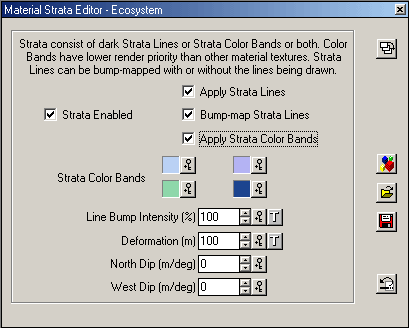 Material Strata Editor - Ecosystem
Strata consist of dark Strata Lines or Strata Color Bands or both. Color
Bands have lower render priority than other material textures. Strata
Lines can be bump-mapped with or without the lines being drawn.
Apply Strata Lines
Strata Enabled
Bump-map Strata Lines
Apply Strata Color Bands
Strata Color Bands
Line Bump Intensity (%) 100 T
Deformation (m) 100 T
North Dip (m/deg) 0
West Dip (m/deg) 0